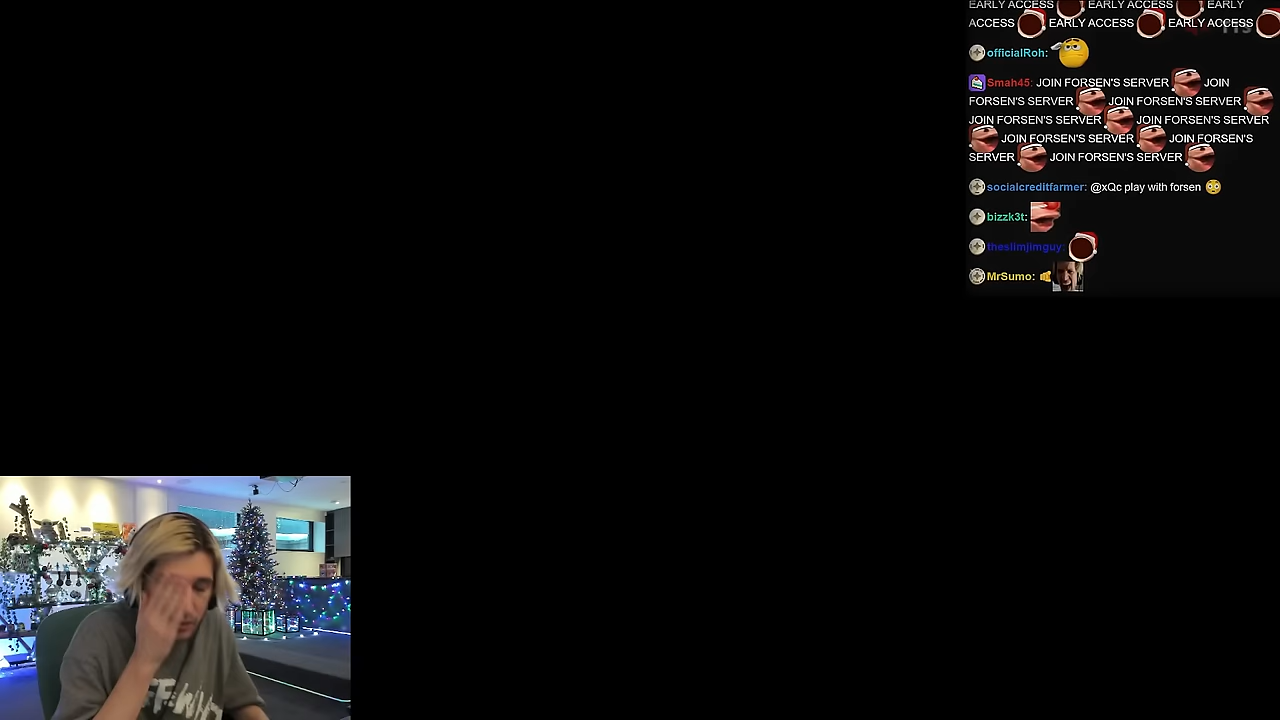 EARLY ACCESS EARLY ACCESS EARLY
ACCESS EARLY ACCESS EARLY ACCESS
officialRoh:
Smah45: JOIN FORSEN'S SERVER JOIN
FORSEN'S SERVER JOIN FORSEN'S SERVER
JOIN FORSEN'S SERVER JOIN FORSEN'S SERVER
JOIN FORSEN'S SERVER JOIN FORSEN'S
SERVER JOIN FORSEN'S SERVER
socialcreditfarmer: @xQc play with forsen
bizzk3t:
theslimjimguy:
MrSumo: